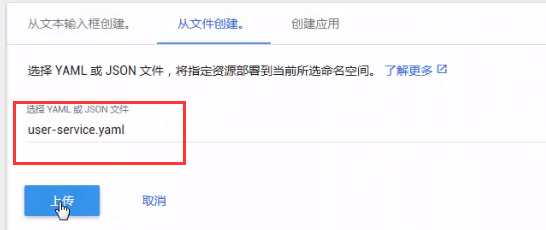 从文本输入框创建。 从文件创建。 创建应用
选择 YAML 或 JSON 文件，将指定资源部署到当前所选命名空间。 了解更多
选择 YAML 或 JSON 文件
user-service.yaml
上传 取消